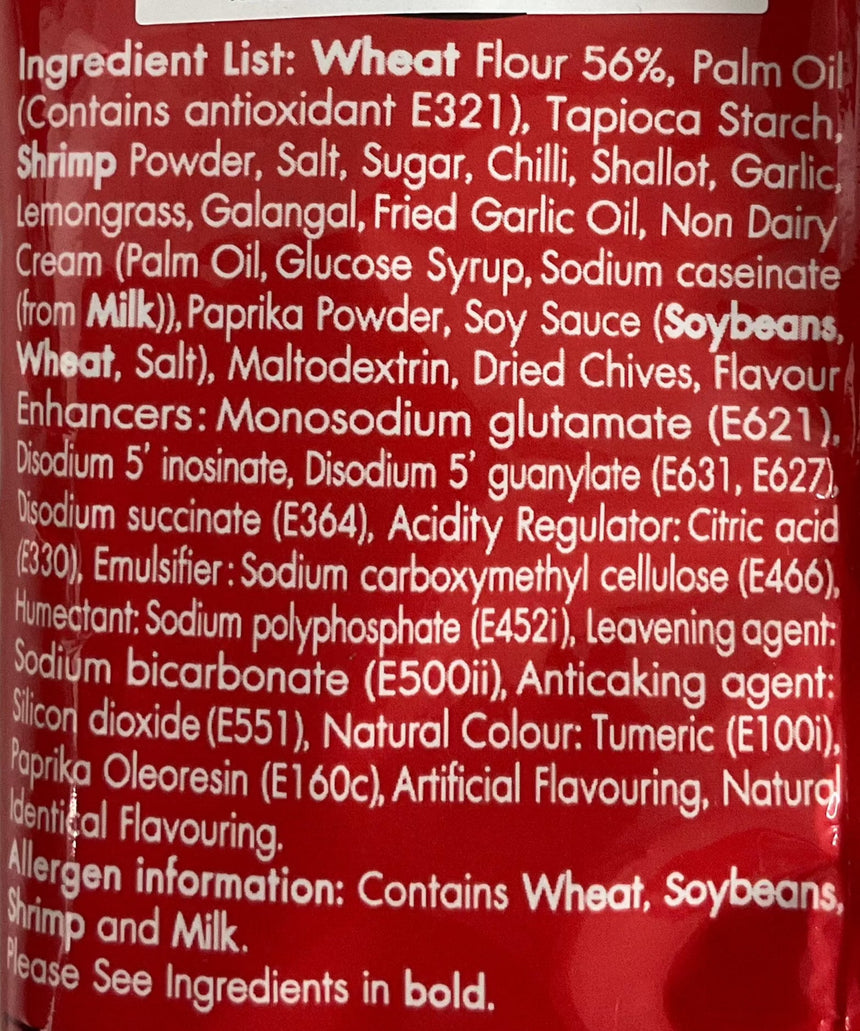 Ingredient List: Wheat Flour 56%, Palm Oil
(Contains antioxidant E321), Tapioca Starch,
Shrimp Powder, Salt, Sugar, Chilli, Shallot, Garlic,
Lemongrass, Galangal, Fried Garlic Oil, Non Dairy
Cream (Palm Oil, Glucose Syrup, Sodium caseinate
(from Milk)), Paprika Powder, Soy Sauce (Soybeans,
Wheat, Salt), Maltodextrin, Dried Chives, Flavour
Enhancers: Monosodium glutamate (E621),
Disodium 5' inosinate, Disodium 5' guanylate (E631, E627),
Disodium succinate (E364), Acidity Regulator: Citric acid
(E330), Emulsifier: Sodium carboxymethyl cellulose (E466),
Humectant: Sodium polyphosphate (E452i), Leavening agent:
Sodium bicarbonate (E500ii), Anticaking agent:
Silicon dioxide (E551), Natural Colour: Tumeric (E100i),
Paprika Oleoresin (E160c), Artificial Flavouring, Natural
Identical Flavouring.
Allergen information: Contains Wheat, Soybeans,
Shrimp and Milk.
Please See Ingredients in bold.